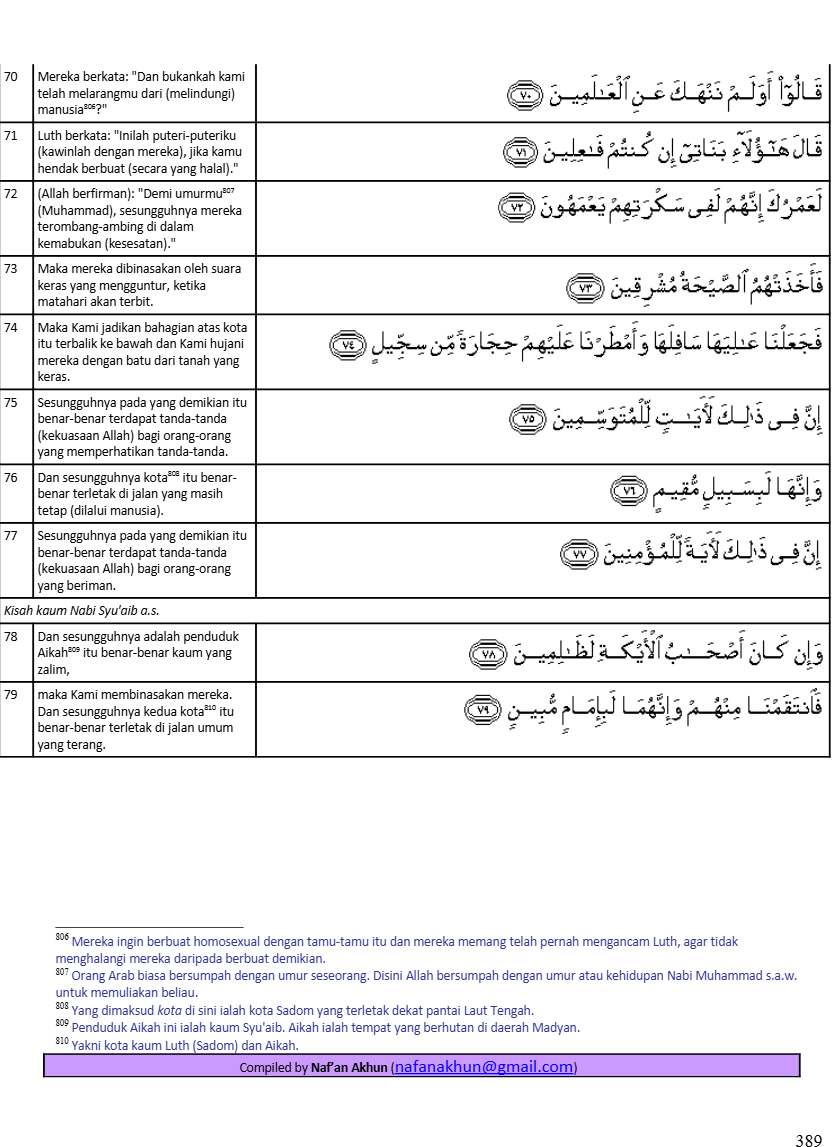 70
Mereka berkata: "Dan bukankah kami
telah melarangmu dari (melindungi)
manusia⁸⁰⁶?"
قَالُوٓا۟ أَوَلَمْ نَنْهَكَ عَنِ ٱلْعَـٰلَمِينَ ﴿٧٠﴾
71
Luth berkata: "Inilah puteri-puteriku
(kawinlah dengan mereka), jika kamu
hendak berbuat (secara yang halal)."
قَالَ هَـٰٓؤُلَآءِ بَنَاتِىٓ إِن كُنتُمْ فَـٰعِلِينَ ﴿٧١﴾
72
(Allah berfirman): "Demi umurmu⁸⁰⁷
(Muhammad), sesungguhnya mereka
terombang-ambing di dalam
kemabukan (kesesatan)."
لَعَمْرُكَ إِنَّهُمْ لَفِى سَكْرَتِهِمْ يَعْمَهُونَ ﴿٧٢﴾
73
Maka mereka dibinasakan oleh suara
keras yang mengguntur, ketika
matahari akan terbit.
فَأَخَذَتْهُمُ ٱلصَّيْحَةُ مُشْرِقِينَ ﴿٧٣﴾
74
Maka Kami jadikan bahagian atas kota
itu terbalik ke bawah dan Kami hujani
mereka dengan batu dari tanah yang
keras.
فَجَعَلْنَا عَـٰلِيَهَا سَافِلَهَا وَأَمْطَرْنَا عَلَيْهِمْ حِجَارَةً مِّن سِجِّيلٍ ﴿٧٤﴾
75
Sesungguhnya pada yang demikian itu
benar-benar terdapat tanda-tanda
(kekuasaan Allah) bagi orang-orang
yang memperhatikan tanda-tanda.
إِنَّ فِى ذَٰلِكَ لَـَٔايَـٰتٍ لِّلْمُتَوَسِّمِينَ ﴿٧٥﴾
76
Dan sesungguhnya kota⁸⁰⁸ itu benar-
benar terletak di jalan yang masih
tetap (dilalui manusia).
وَإِنَّهَا لَبِسَبِيلٍ مُّقِيمٍ ﴿٧٦﴾
77
Sesungguhnya pada yang demikian itu
benar-benar terdapat tanda-tanda
(kekuasaan Allah) bagi orang-orang
yang beriman.
إِنَّ فِى ذَٰلِكَ لَـَٔايَةً لِّلْمُؤْمِنِينَ ﴿٧٧﴾
Kisah kaum Nabi Syu'aib a.s.
78
Dan sesungguhnya adalah penduduk
Aikah⁸⁰⁹ itu benar-benar kaum yang
zalim,
وَإِن كَانَ أَصْحَـٰبُ ٱلْأَيْكَةِ لَظَـٰلِمِينَ ﴿٧٨﴾
79
maka Kami membinasakan mereka.
Dan sesungguhnya kedua kota⁸¹⁰ itu
benar-benar terletak di jalan umum
yang terang.
فَٱنتَقَمْنَا مِنْهُمْ وَإِنَّهُمَا لَبِإِمَامٍ مُّبِينٍ ﴿٧٩﴾
⁸⁰⁶ Mereka ingin berbuat homosexual dengan tamu-tamu itu dan mereka memang telah pernah mengancam Luth, agar tidak
menghalangi mereka daripada berbuat demikian.
⁸⁰⁷ Orang Arab biasa bersumpah dengan umur seseorang. Disini Allah bersumpah dengan umur atau kehidupan Nabi Muhammad s.a.w.
untuk memuliakan beliau.
⁸⁰⁸ Yang dimaksud kota di sini ialah kota Sadom yang terletak dekat pantai Laut Tengah.
⁸⁰⁹ Penduduk Aikah ini ialah kaum Syu'aib. Aikah ialah tempat yang berhutan di daerah Madyan.
⁸¹⁰ Yakni kota kaum Luth (Sadom) dan Aikah.
Compiled by Naf’an Akhun (nafanakhun@gmail.com)
389